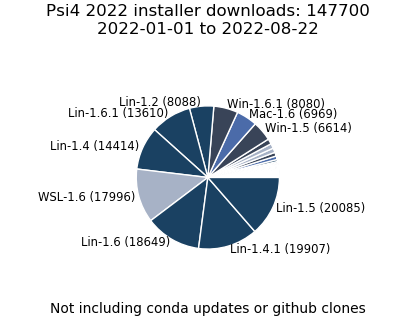 Psi4 2022 installer downloads: 147700
2022-01-01 to 2022-08-22
Lin-1.2 (8088)
Win-1.6.1 (8080)
Lin-1.6.1 (13610)
Mac-1.6 (6969)
Win-1.5 (6614)
Lin-1.4 (14414)
WSL-1.6 (17996)
Lin-1.5 (20085)
Lin-1.6 (18649)
Lin-1.4.1 (19907)
Not including conda updates or github clones